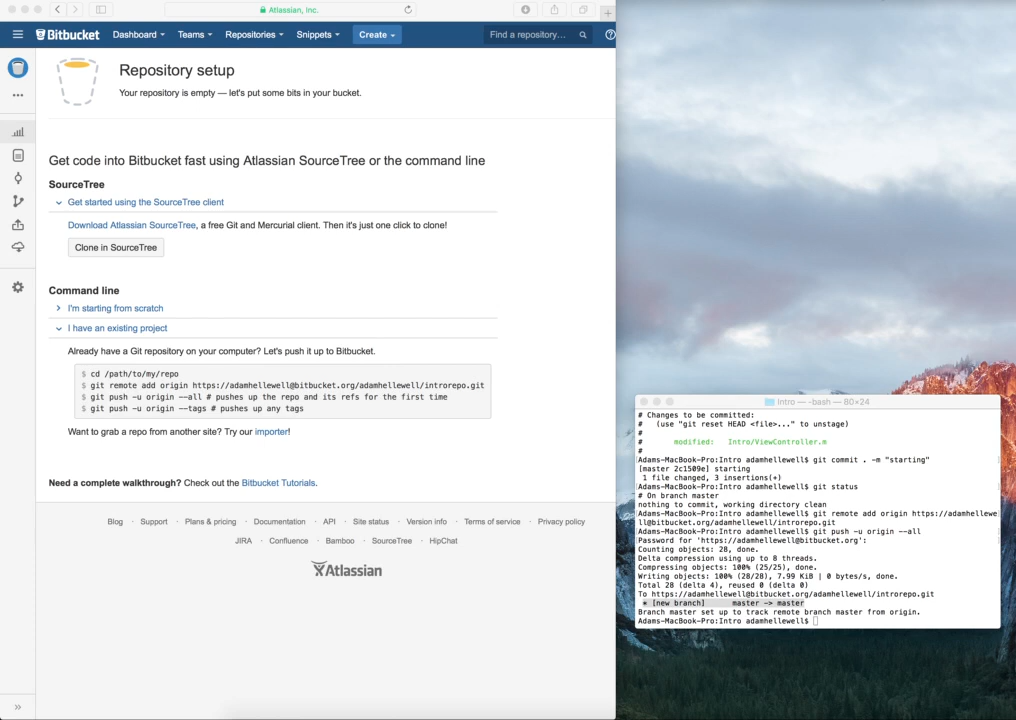 Atlassian, Inc.
Bitbucket Dashboard Teams Repositories Snippets Create Find a repository...
Repository setup
Your repository is empty — let's put some bits in your bucket.
Get code into Bitbucket fast using Atlassian SourceTree or the command line
SourceTree
Get started using the SourceTree client
Download Atlassian SourceTree, a free Git and Mercurial client. Then it's just one click to clone!
Clone in SourceTree
Command line
I'm starting from scratch
I have an existing project
Already have a Git repository on your computer? Let's push it up to Bitbucket.
$ cd /path/to/my/repo
$ git remote add origin https://adamhellewell@bitbucket.org/adamhellewell/introrepo.git
$ git push -u origin --all # pushes up the repo and its refs for the first time
$ git push -u origin --tags # pushes up any tags
Want to grab a repo from another site? Try our importer!
Need a complete walkthrough? Check out the Bitbucket Tutorials.
Blog · Support · Plans & pricing · Documentation · API · Site status · Version info · Terms of service · Privacy policy
JIRA · Confluence · Bamboo · SourceTree · HipChat
Atlassian
Intro — -bash — 80×24
# Changes to be committed:
#   (use "git reset HEAD <file>..." to unstage)
#
#       modified:   Intro/ViewController.m
#
Adams-MacBook-Pro:Intro adamhellewell$ git commit . -m "starting"
[master 2c1509e] starting
 1 file changed, 3 insertions(+)
Adams-MacBook-Pro:Intro adamhellewell$ git status
# On branch master
nothing to commit, working directory clean
Adams-MacBook-Pro:Intro adamhellewell$ git remote add origin https://adamhellewe
ll@bitbucket.org/adamhellewell/introrepo.git
Adams-MacBook-Pro:Intro adamhellewell$ git push -u origin --all
Password for 'https://adamhellewell@bitbucket.org':
Counting objects: 28, done.
Delta compression using up to 8 threads.
Compressing objects: 100% (25/25), done.
Writing objects: 100% (28/28), 7.99 KiB | 0 bytes/s, done.
Total 28 (delta 4), reused 0 (delta 0)
To https://adamhellewell@bitbucket.org/adamhellewell/introrepo.git
 * [new branch]      master -> master
Branch master set up to track remote branch master from origin.
Adams-MacBook-Pro:Intro adamhellewell$